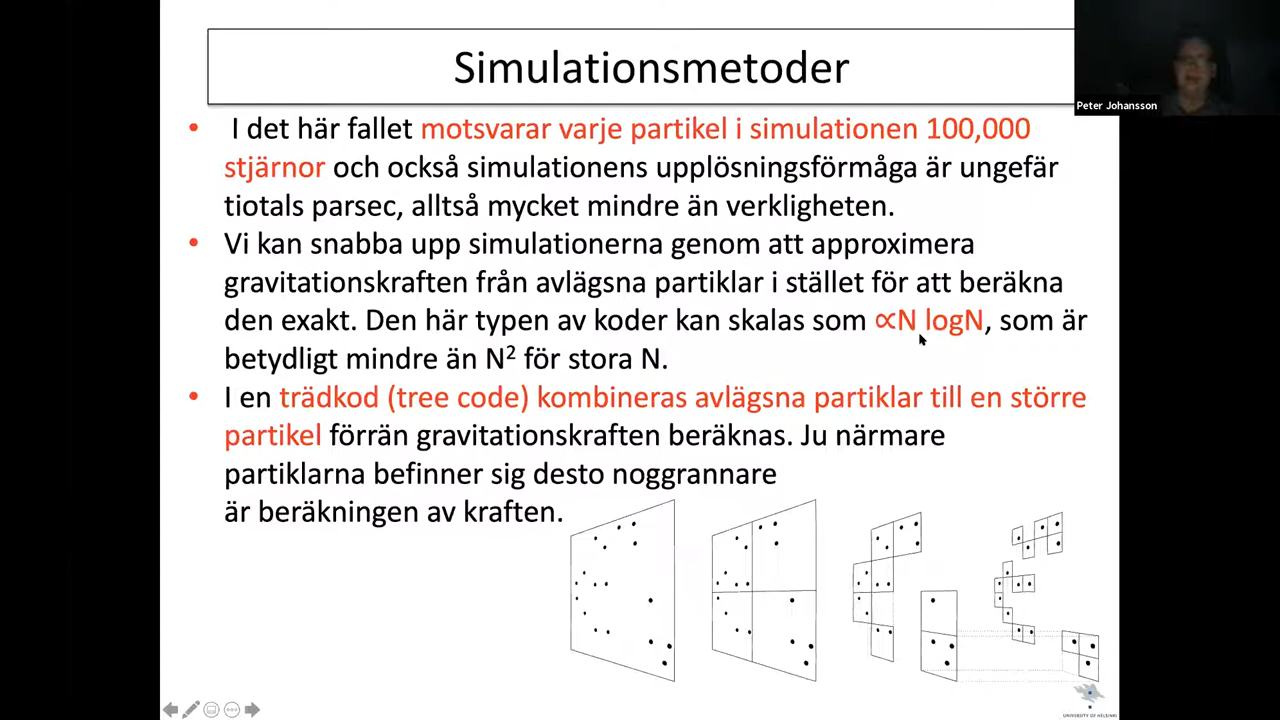 Simulationsmetoder
Peter Johansson
• I det här fallet motsvarar varje partikel i simulationen 100,000
stjärnor och också simulationens upplösningsförmåga är ungefär
tiotals parsec, alltså mycket mindre än verkligheten.
• Vi kan snabba upp simulationerna genom att approximera
gravitationskraften från avlägsna partiklar i stället för att beräkna
den exakt. Den här typen av koder kan skalas som ∝N logN, som är
betydligt mindre än N² för stora N.
• I en trädkod (tree code) kombineras avlägsna partiklar till en större
partikel förrän gravitationskraften beräknas. Ju närmare
partiklarna befinner sig desto noggrannare
är beräkningen av kraften.
UNIVERSITY OF HELSINKI